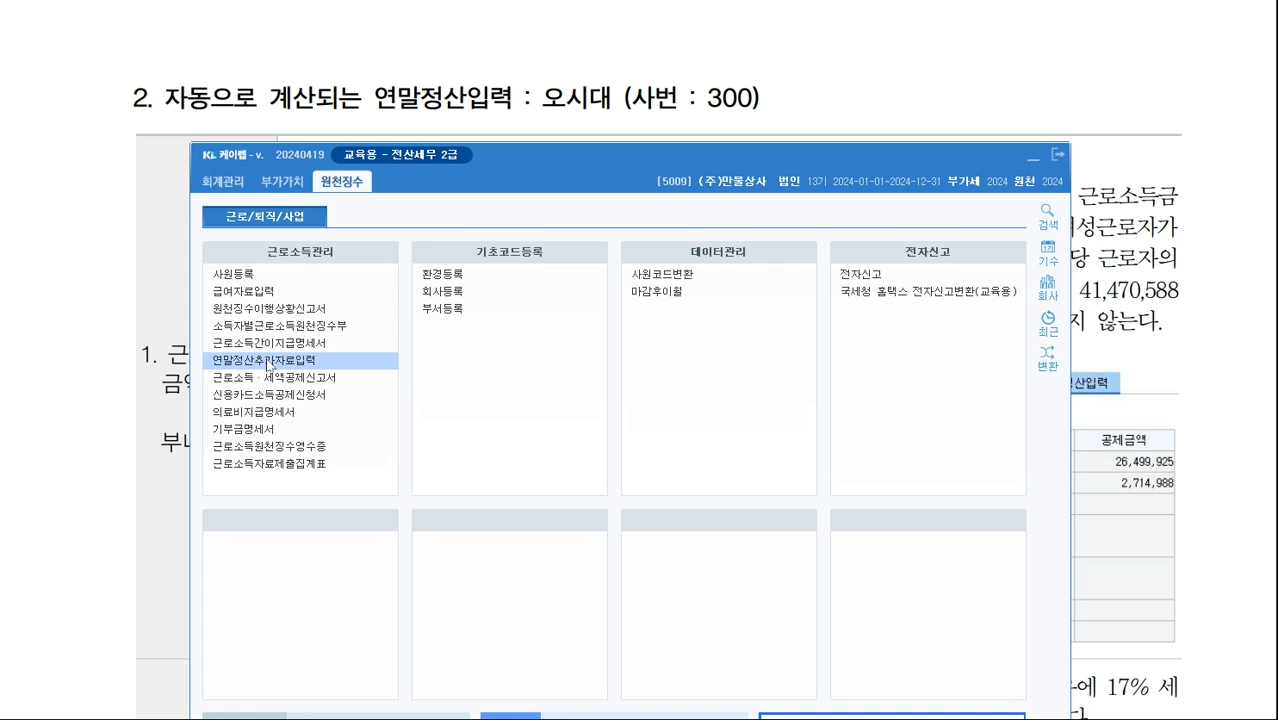 2. 자동으로 계산되는 연말정산입력 : 오시대 (사번 : 300)
KL 케이렙 - v. 20240419 교육용 - 전산세무 2급
회계관리 부가가치 원천징수 [5009] (주)만물상사 법인 13기 2024-01-01~2024-12-31 부가세 2024 원천 2024
근로/퇴직/사업
근로소득관리
사원등록
급여자료입력
원천징수이행상황신고서
소득자별근로소득원천징수부
근로소득간이지급명세서
연말정산추가자료입력
근로소득 · 세액공제신고서
신용카드소득공제신청서
의료비지급명세서
기부금명세서
근로소득원천징수영수증
근로소득자료제출집계표
기초코드등록
환경등록
회사등록
부서등록
데이터관리
사원코드변환
마감후이월
전자신고
전자신고
국세청 홈택스 전자신고변환(교육용)
검색
기수
회사
최근
변환
1. 근
금액
부녀
근로소득금
여성근로자가
당 근로자의
41,470,588
지 않는다.
정산입력
공제금액
26,499,925
2,714,988
에 17% 세
다.